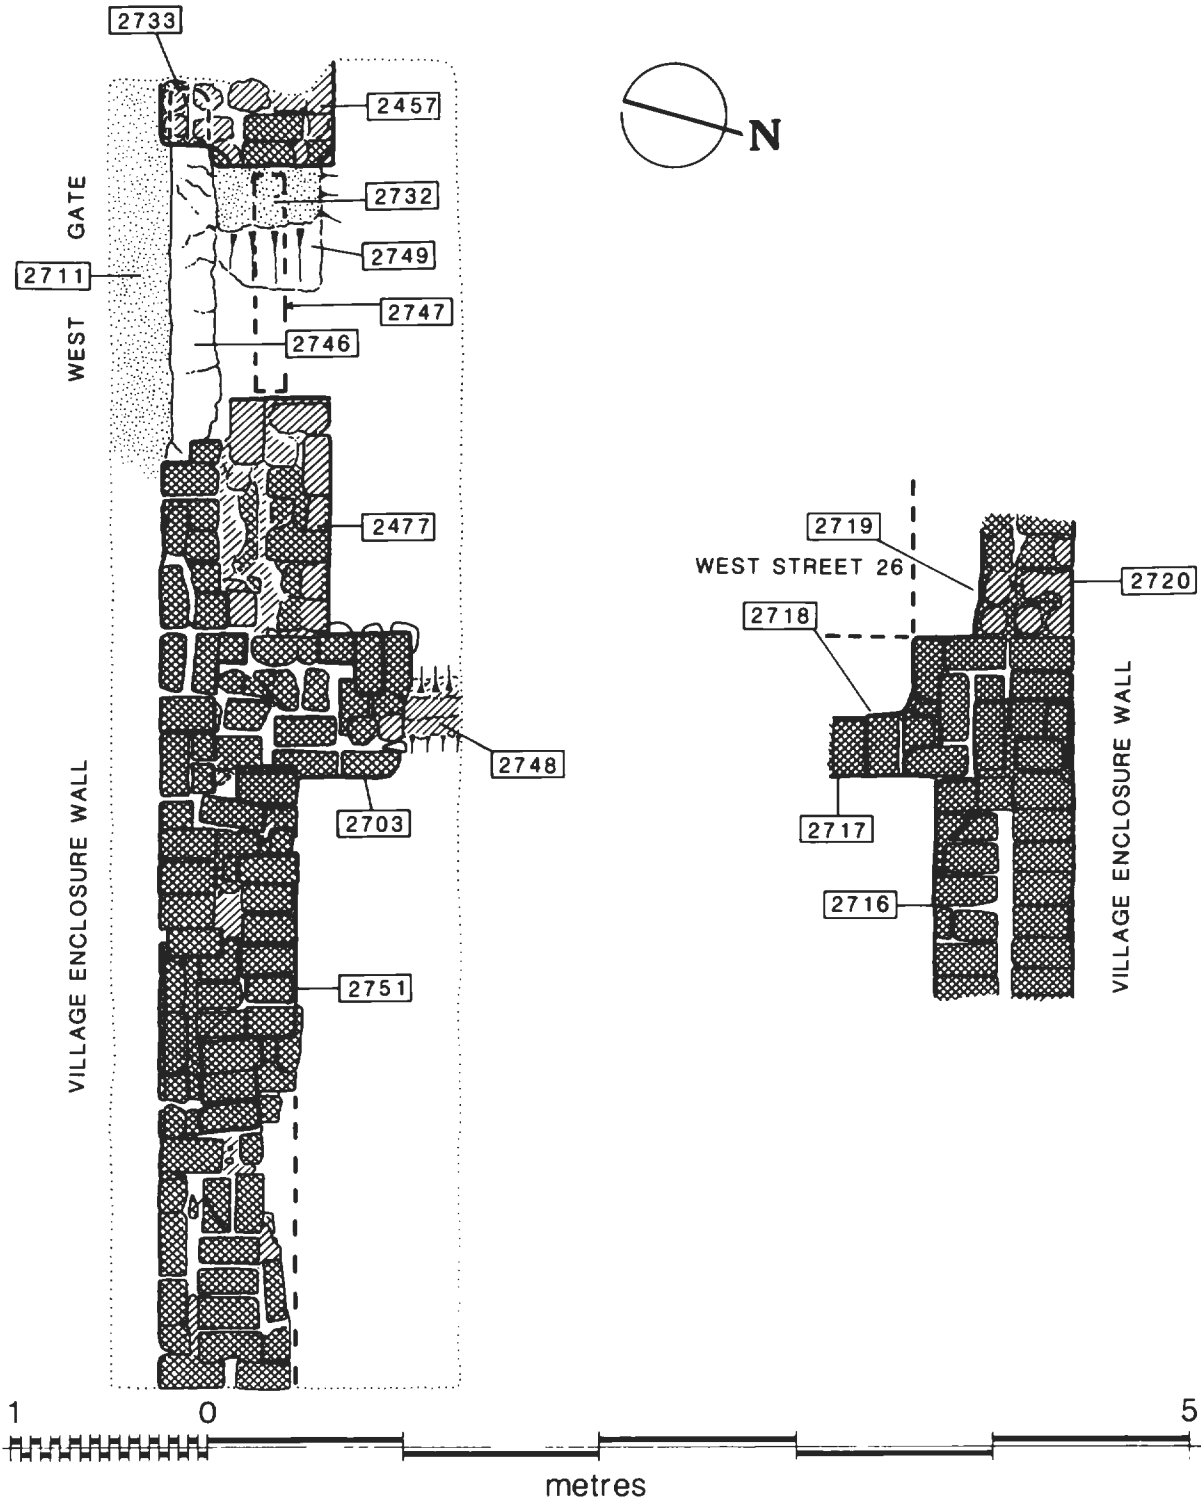 2733
2457
N
2732
WEST GATE
2711
2749
2747
2746
2477
2719
WEST STREET 26
2720
2718
2748
2703
2717
VILLAGE ENCLOSURE WALL
VILLAGE ENCLOSURE WALL
2716
2751
1 0 5
metres